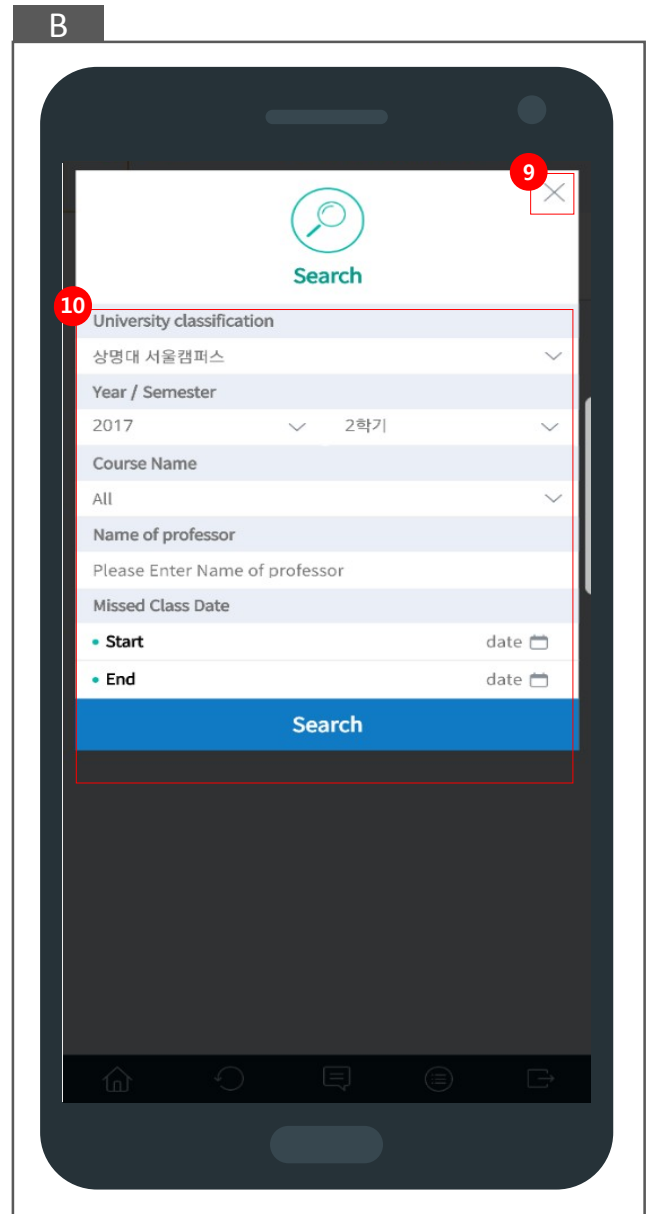 B
9
Search
10
University classification
상명대 서울캠퍼스
Year / Semester
2017 2학기
Course Name
All
Name of professor
Please Enter Name of professor
Missed Class Date
• Start date
• End date
Search